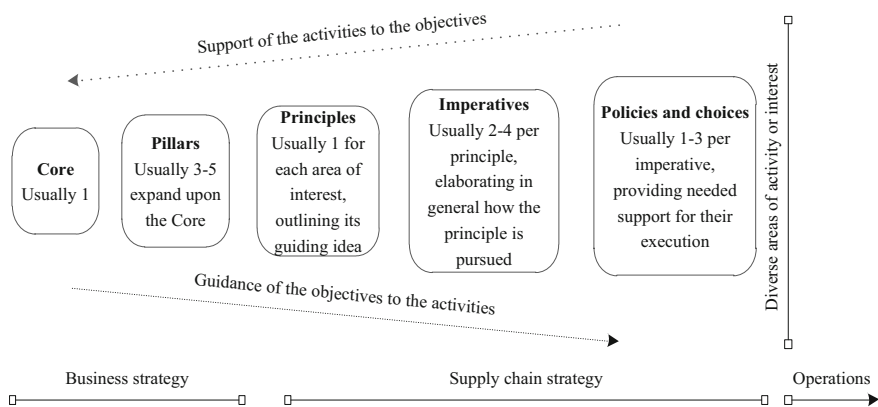 Support of the activities to the objectives
Core
Usually 1
Pillars
Usually 3-5
expand upon
the Core
Principles
Usually 1 for
each area of
interest,
outlining its
guiding idea
Imperatives
Usually 2-4 per
principle,
elaborating in
general how the
principle is
pursued
Policies and choices
Usually 1-3 per
imperative,
providing needed
support for their
execution
Diverse areas of activity or interest
Guidance of the objectives to the activities
Business strategy
Supply chain strategy
Operations